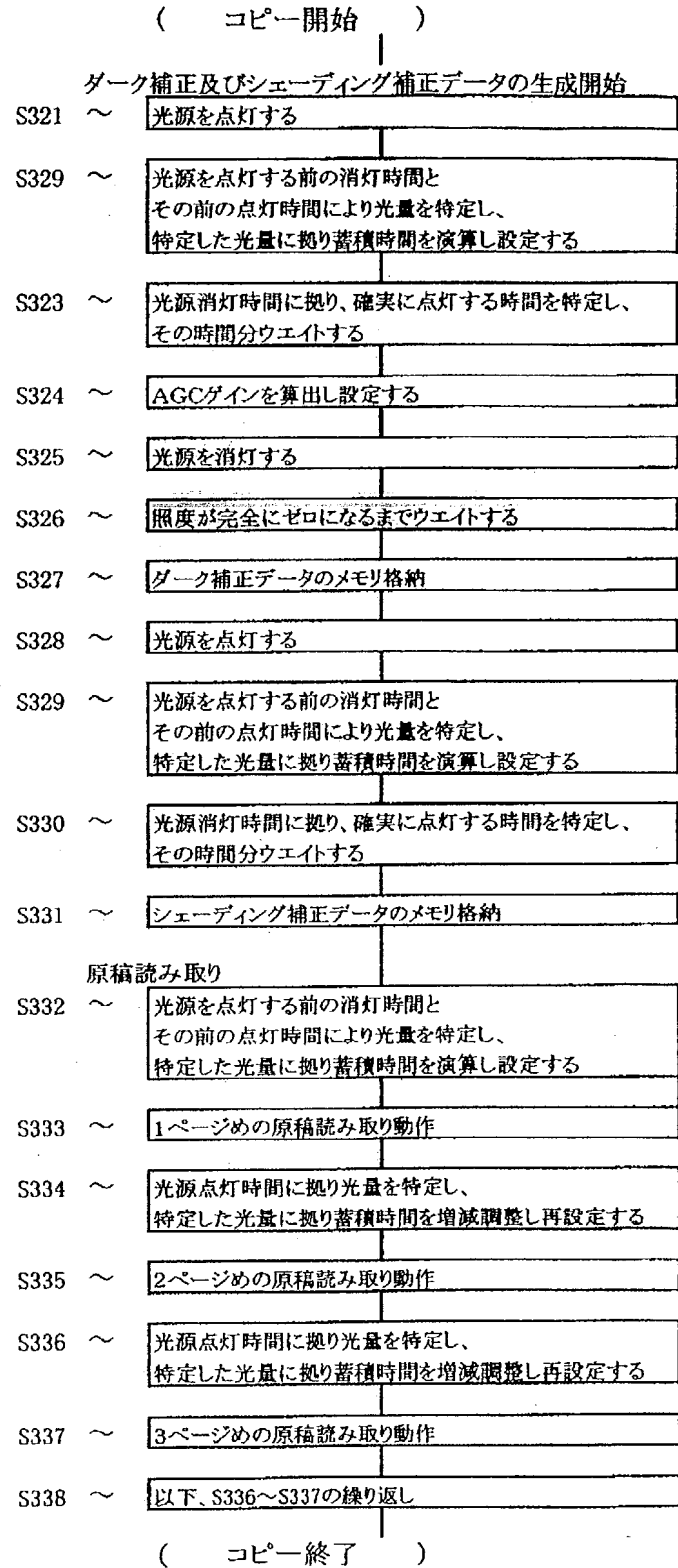 ( コピー開始 )
ダーク補正及びシェーディング補正データの生成開始
S321 ～ 光源を点灯する
S329 ～ 光源を点灯する前の消灯時間と
その前の点灯時間により光量を特定し、
特定した光量に拠り蓄積時間を演算し設定する
S323 ～ 光源消灯時間に拠り、確実に点灯する時間を特定し、
その時間分ウエイトする
S324 ～ AGCゲインを算出し設定する
S325 ～ 光源を消灯する
S326 ～ 照度が完全にゼロになるまでウエイトする
S327 ～ ダーク補正データのメモリ格納
S328 ～ 光源を点灯する
S329 ～ 光源を点灯する前の消灯時間と
その前の点灯時間により光量を特定し、
特定した光量に拠り蓄積時間を演算し設定する
S330 ～ 光源消灯時間に拠り、確実に点灯する時間を特定し、
その時間分ウエイトする
S331 ～ シェーディング補正データのメモリ格納
原稿読み取り
S332 ～ 光源を点灯する前の消灯時間と
その前の点灯時間により光量を特定し、
特定した光量に拠り蓄積時間を演算し設定する
S333 ～ 1ページめの原稿読み取り動作
S334 ～ 光源点灯時間に拠り光量を特定し、
特定した光量に拠り蓄積時間を増減調整し再設定する
S335 ～ 2ページめの原稿読み取り動作
S336 ～ 光源点灯時間に拠り光量を特定し、
特定した光量に拠り蓄積時間を増減調整し再設定する
S337 ～ 3ページめの原稿読み取り動作
S338 ～ 以下、S336～S337の繰り返し
( コピー終了 )